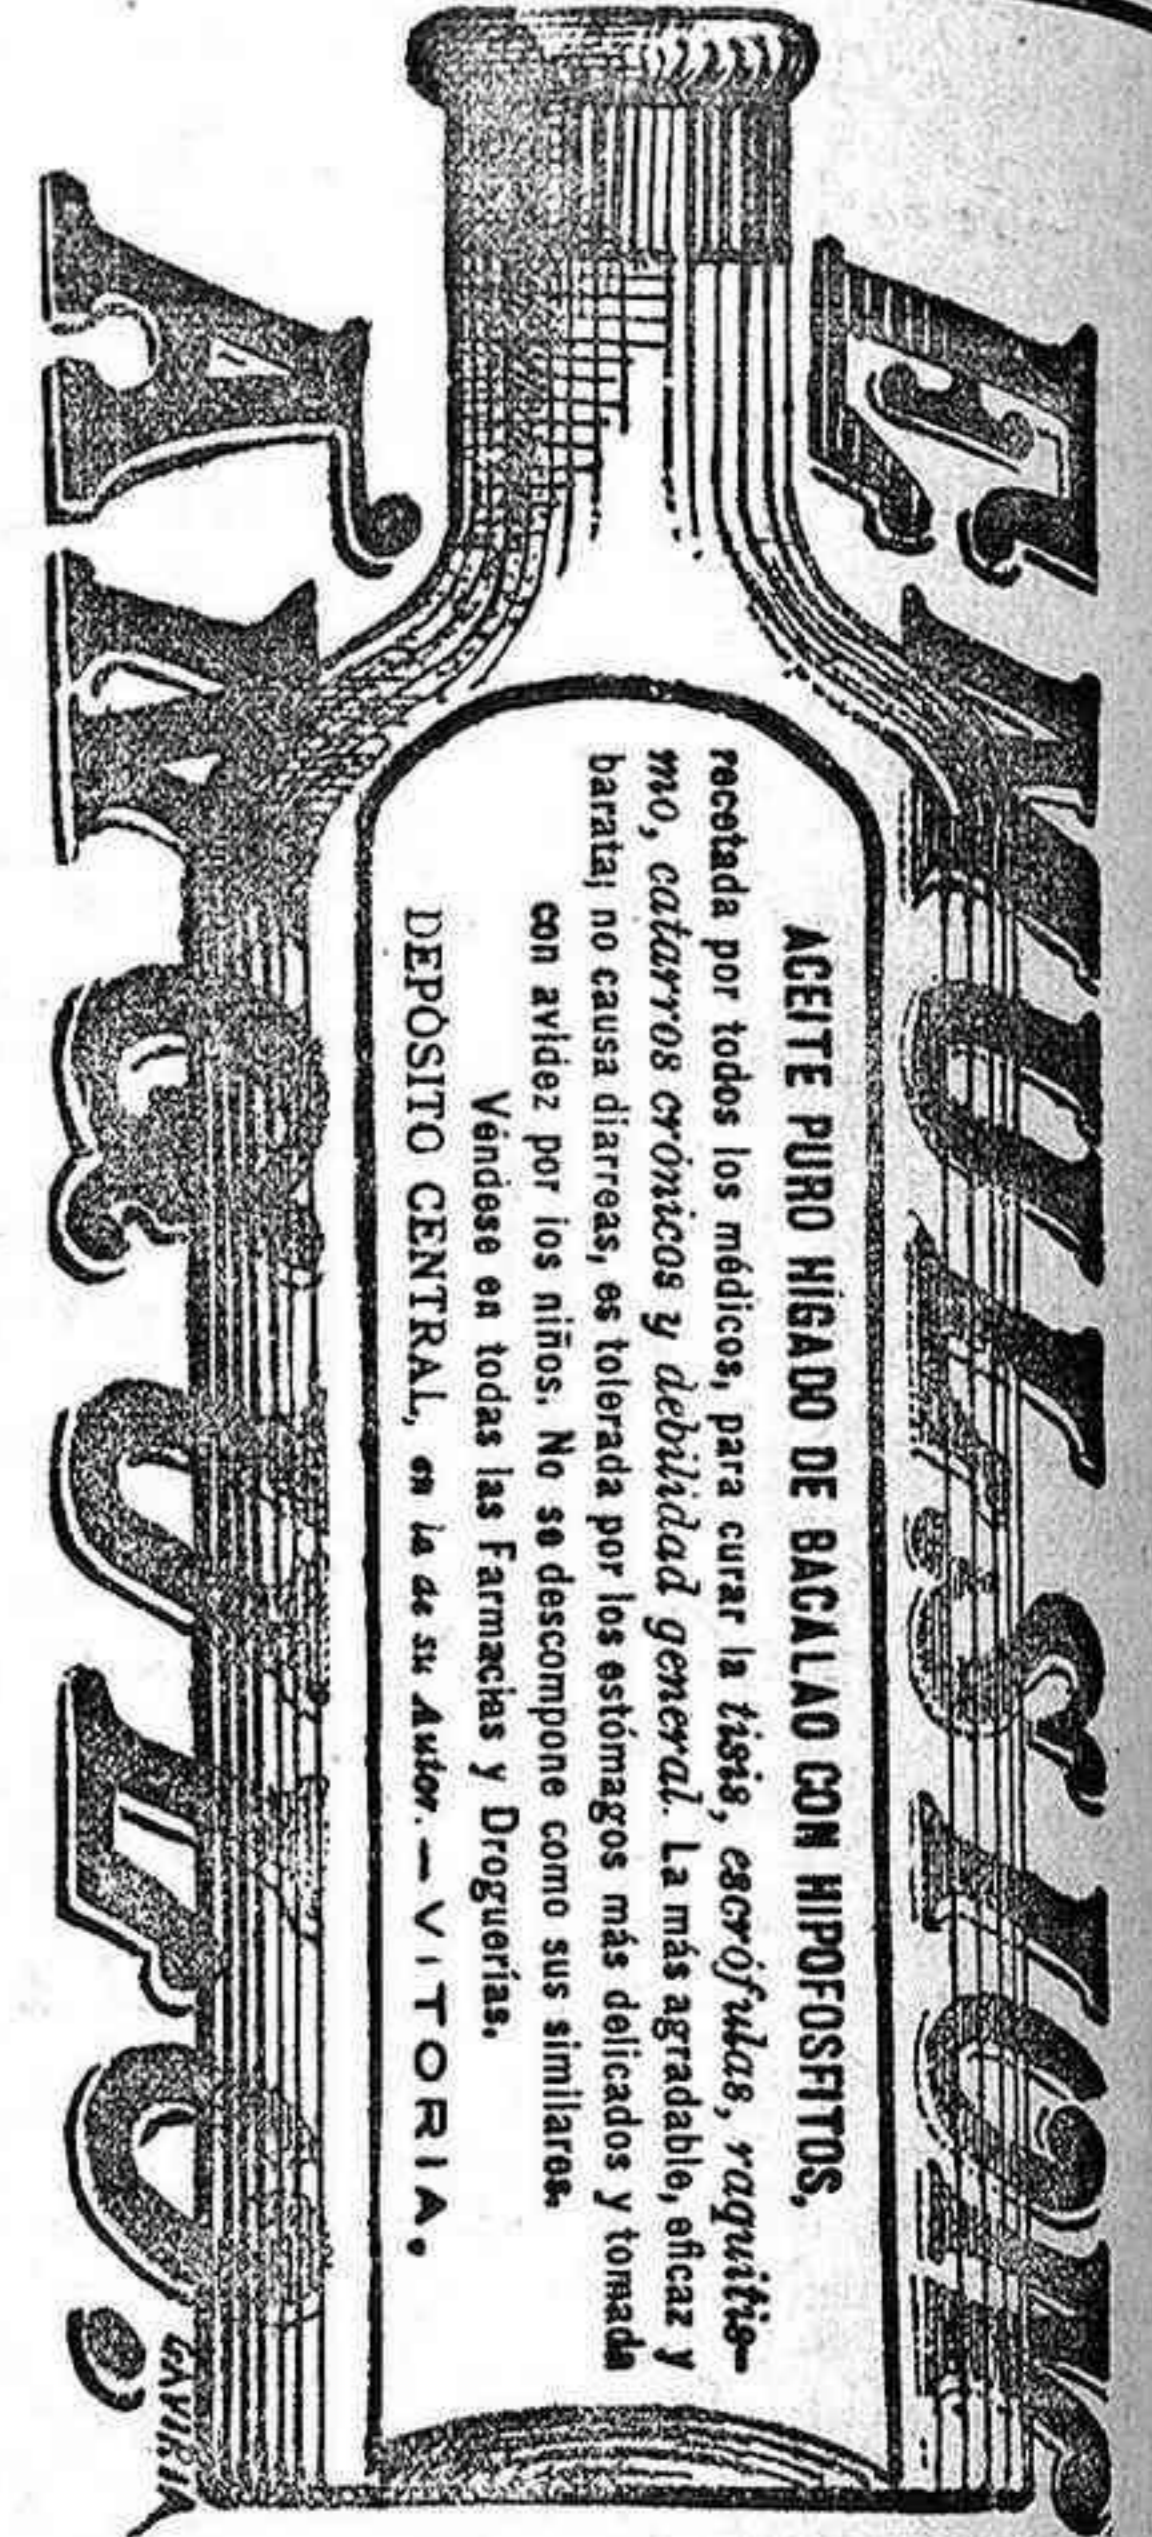 EMULSION
ACEITE PURO HÍGADO DE BACALAO CON HIPOFOSFITOS,
recetada por todos los médicos, para curar la tisis, escrófulas, raquitis-
mo, catarros crónicos y debilidad general. La más agradable, eficaz y
barata; no causa diarreas, es tolerada por los estómagos más delicados y tomada
con avidez por los niños. No se descompone como sus similares.
Véndese en todas las Farmacias y Droguerías.
DEPÓSITO CENTRAL, en la de su Autor.—VITORIA.
GAVIRIA